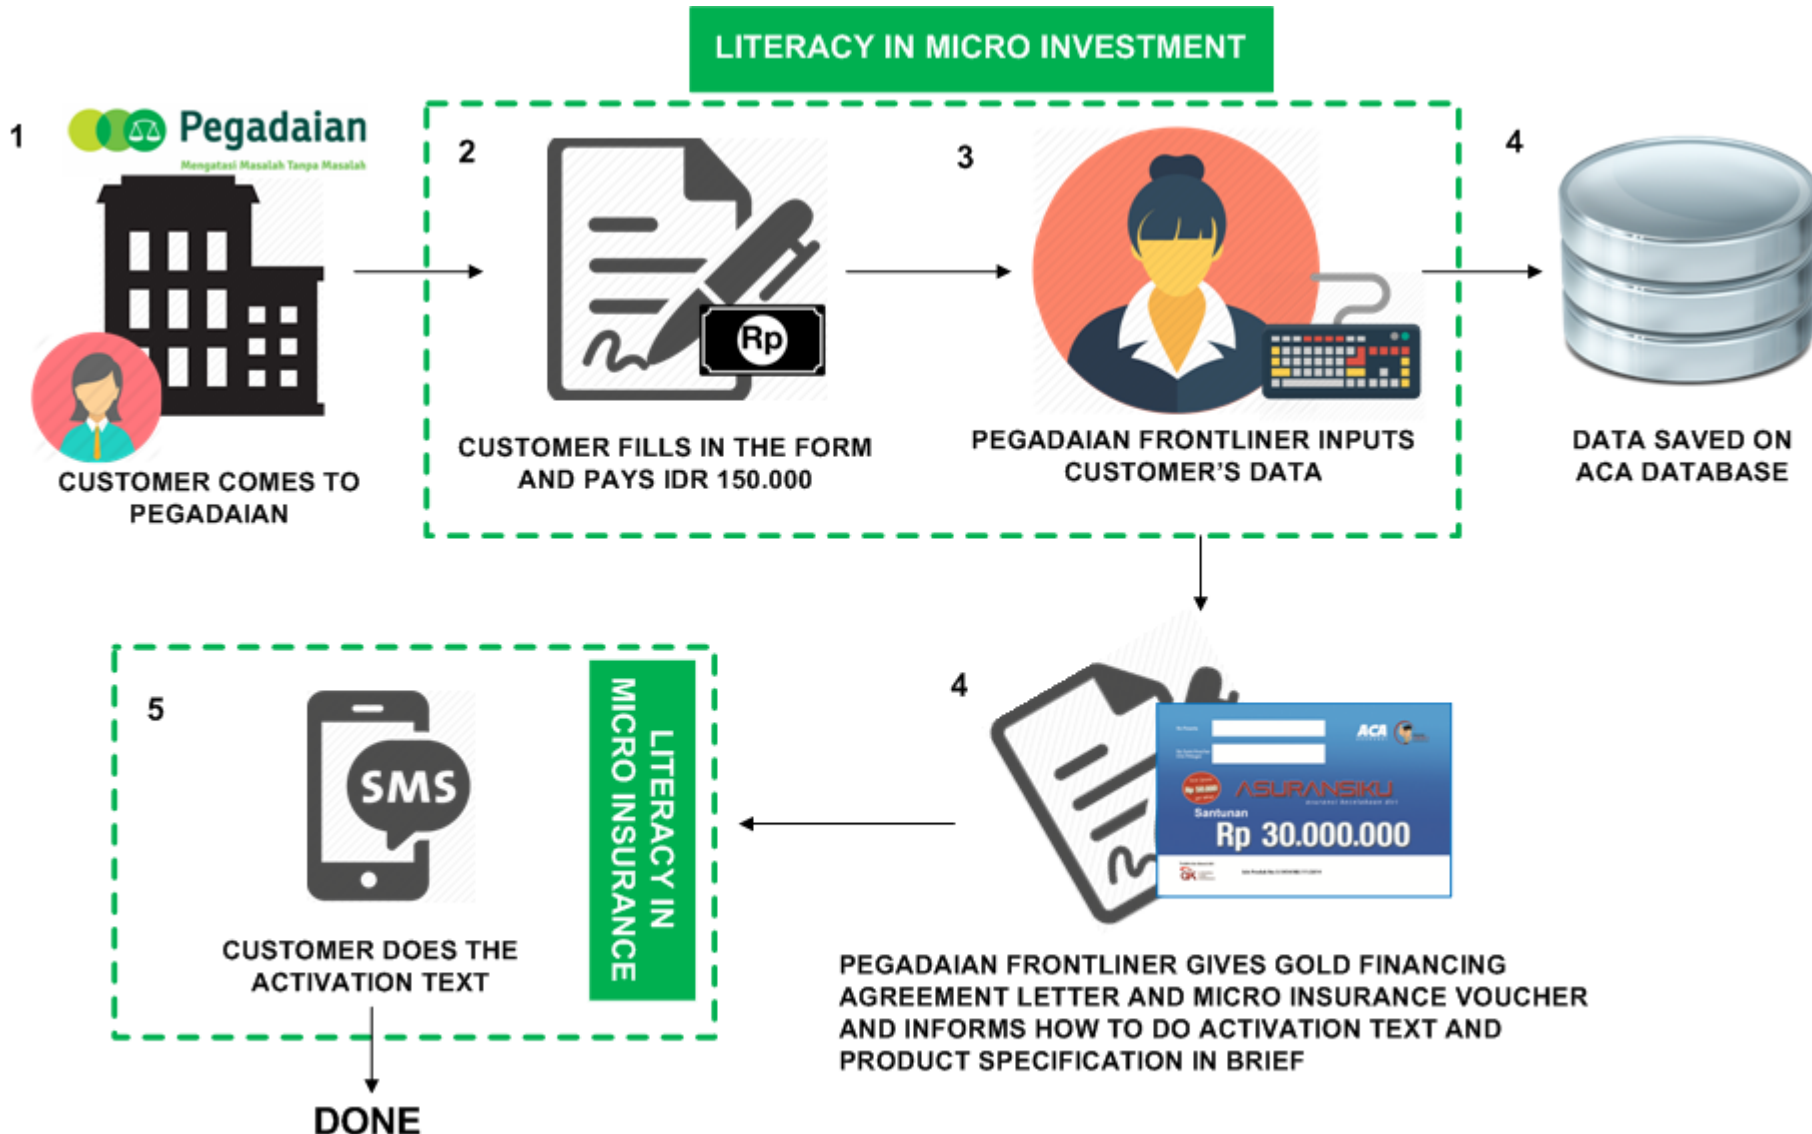 LITERACY IN MICRO INVESTMENT
1
Pegadaian
Mengatasi Masalah Tanpa Masalah
CUSTOMER COMES TO
PEGADAIAN
2
Rp
CUSTOMER FILLS IN THE FORM
AND PAYS IDR 150.000
3
PEGADAIAN FRONTLINER INPUTS
CUSTOMER'S DATA
4
DATA SAVED ON
ACA DATABASE
4
ACA
ASURANSIKU
asuransi kecelakaan diri
Santunan
Rp 30.000.000
PEGADAIAN FRONTLINER GIVES GOLD FINANCING
AGREEMENT LETTER AND MICRO INSURANCE VOUCHER
AND INFORMS HOW TO DO ACTIVATION TEXT AND
PRODUCT SPECIFICATION IN BRIEF
5
SMS
CUSTOMER DOES THE
ACTIVATION TEXT
LITERACY IN
MICRO INSURANCE
DONE